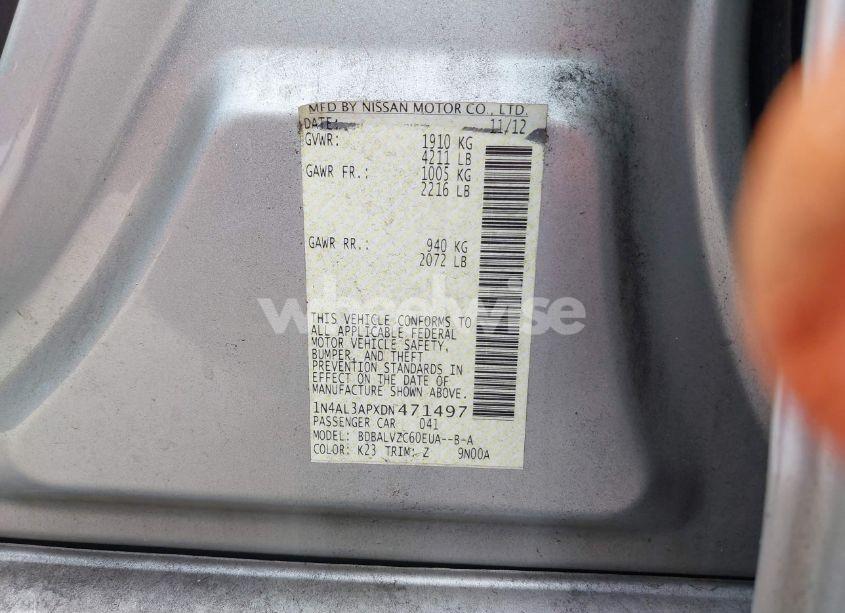 MFD BY NISSAN MOTOR CO., LTD.
DATE: 11/12
GVWR: 1910 KG
4211 LB
GAWR FR.: 1005 KG
2216 LB
GAWR RR.: 940 KG
2072 LB
wheelwise
THIS VEHICLE CONFORMS TO
ALL APPLICABLE FEDERAL
MOTOR VEHICLE SAFETY,
BUMPER, AND THEFT
PREVENTION STANDARDS IN
EFFECT ON THE DATE OF
MANUFACTURE SHOWN ABOVE.
1N4AL3APXDN471497
PASSENGER CAR 041
MODEL: BDBALVZC60EUA--B-A
COLOR: K23 TRIM: Z 9N00A